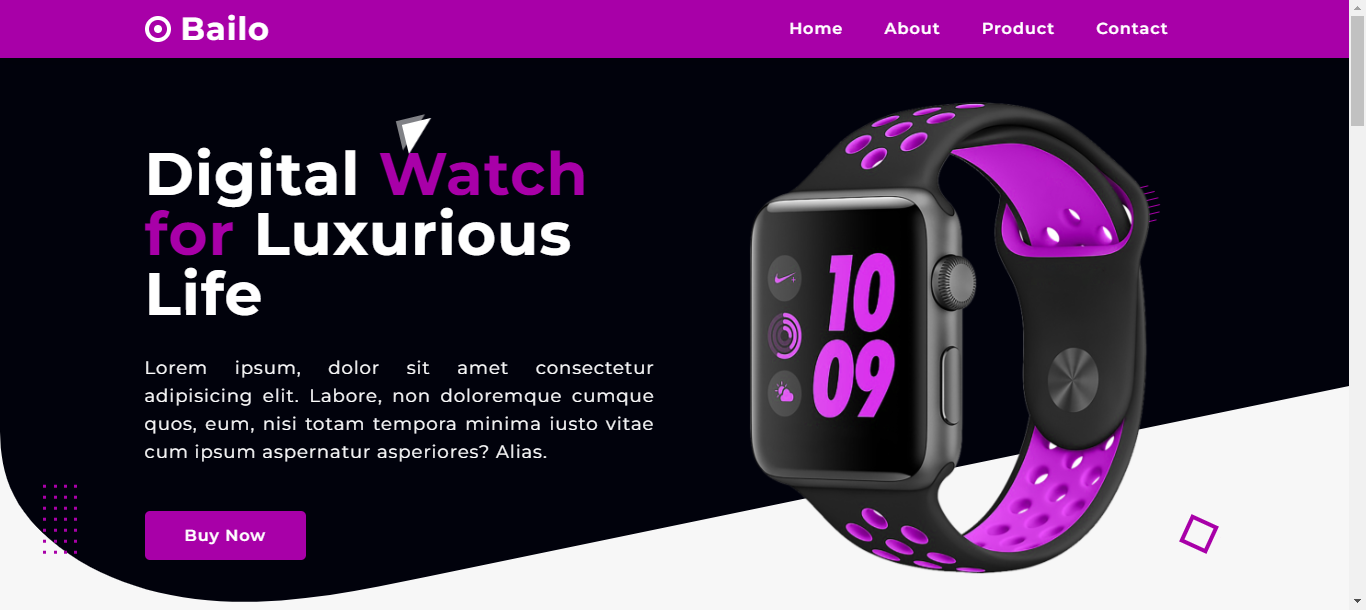 Bailo
Home About Product Contact
Digital Watch
for Luxurious
Life
Lorem ipsum, dolor sit amet consectetur
adipisicing elit. Labore, non doloremque cumque
quos, eum, nisi totam tempora minima iusto vitae
cum ipsum aspernatur asperiores? Alias.
Buy Now
10
09